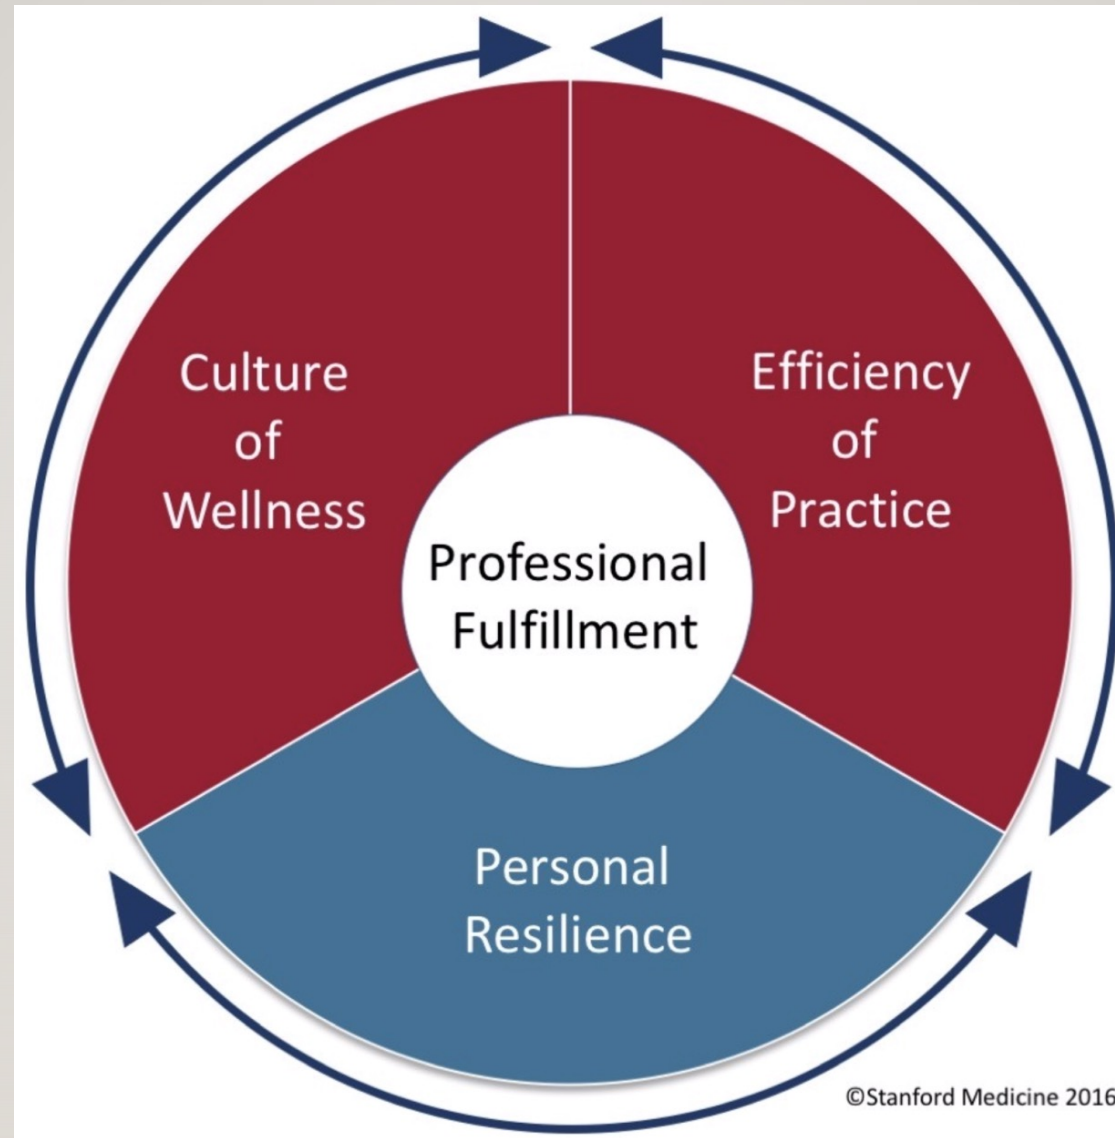 Culture
of
Wellness
Efficiency
of
Practice
Professional
Fulfillment
Personal
Resilience
©Stanford Medicine 2016